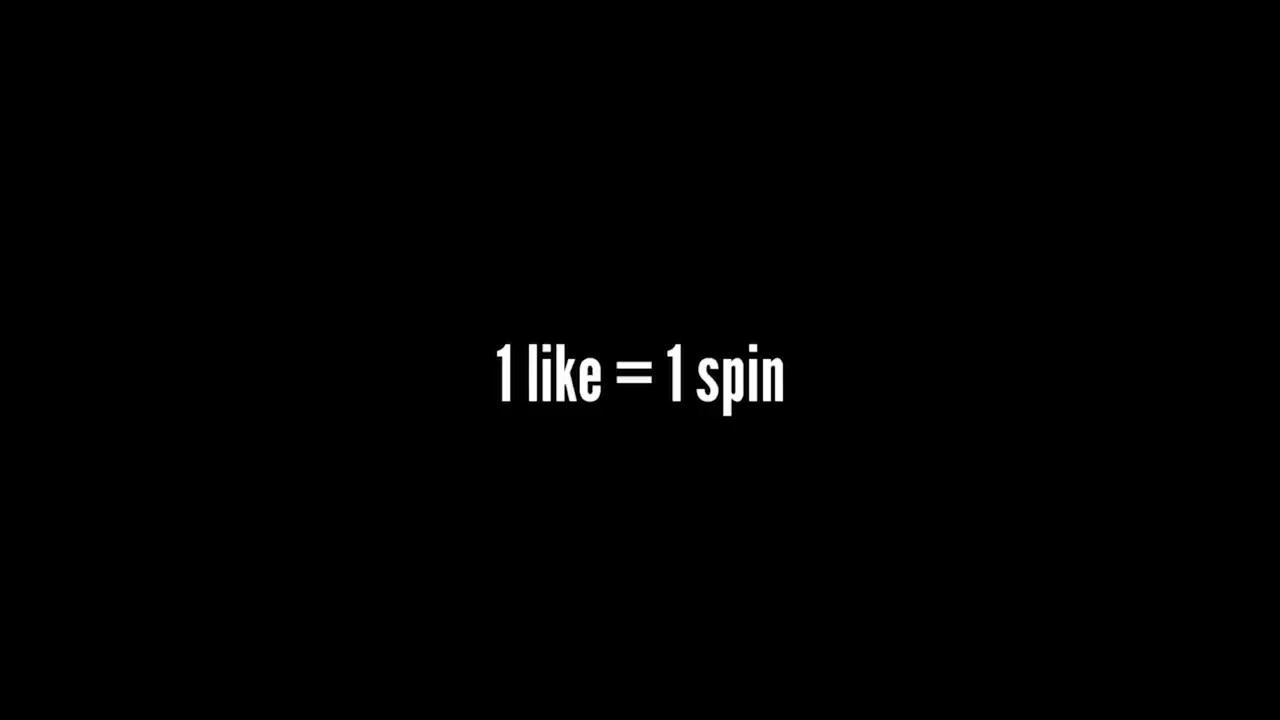 1 like = 1 spin